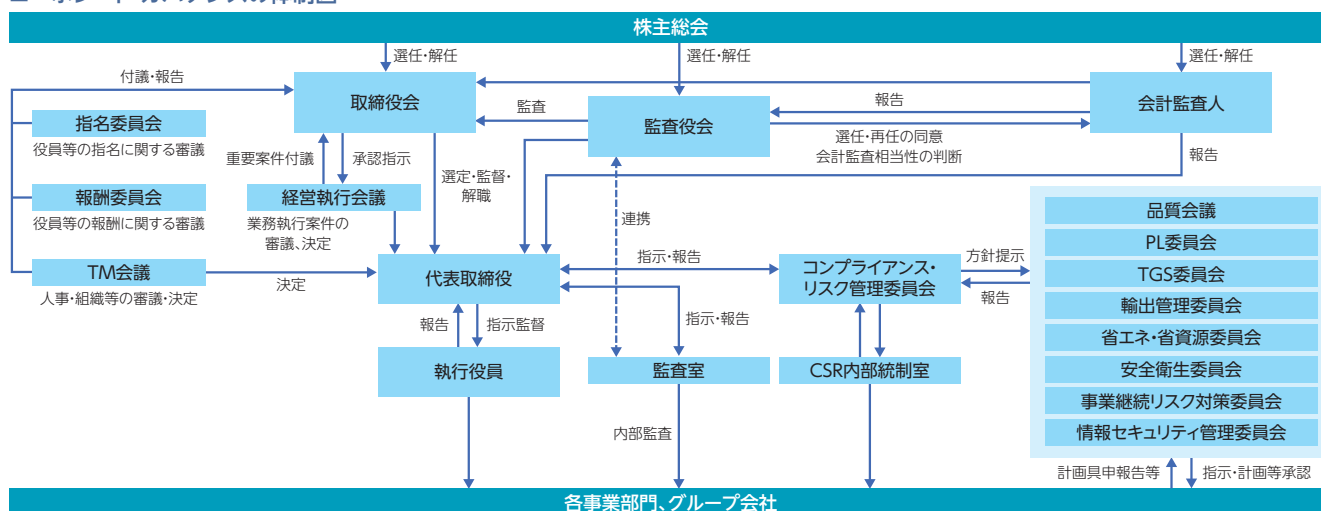 コーポレート・ガバナンスの体制図
株主総会
選任・解任
選任・解任
選任・解任
付議・報告
取締役会
監査
監査役会
報告
会計監査人
選任・再任の同意
会計監査相当性の判断
報告
指名委員会
役員等の指名に関する審議
重要案件付議
承認指示
選定・監督・
解職
報酬委員会
役員等の報酬に関する審議
経営執行会議
業務執行案件の
審議、決定
連携
TM会議
人事・組織等の審議・決定
決定
代表取締役
指示・報告
コンプライアンス・
リスク管理委員会
方針提示
報告
指示・報告
報告
指示監督
執行役員
監査室
CSR内部統制室
内部監査
品質会議
PL委員会
TGS委員会
輸出管理委員会
省エネ・省資源委員会
安全衛生委員会
事業継続リスク対策委員会
情報セキュリティ管理委員会
計画具申報告等
指示・計画等承認
各事業部門、グループ会社